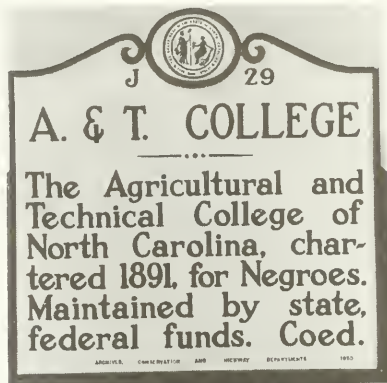 J 29
A. & T. COLLEGE
The Agricultural and
Technical College of
North Carolina, char-
tered 1891, for Negroes.
Maintained by state,
federal funds. Coed.
ARCHIVES, CONSERVATION AND HIGHWAY DEPARTMENTS